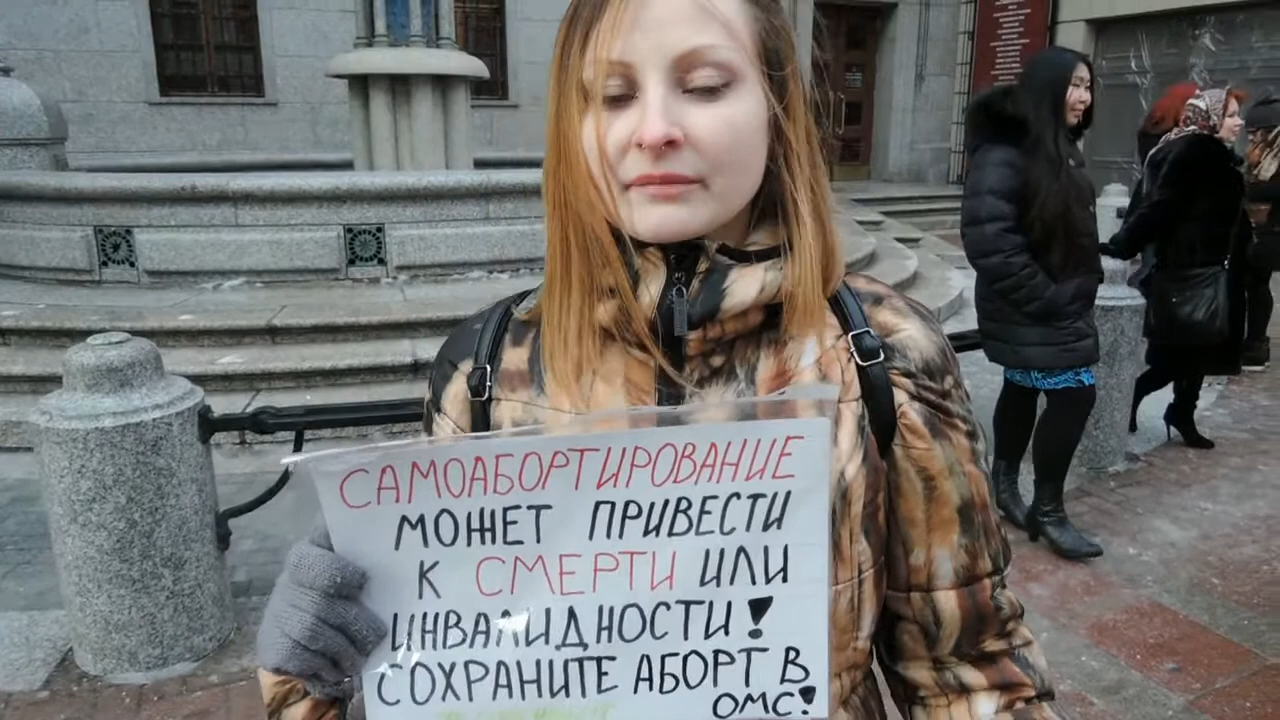 САМОАБОРТИРОВАНИЕ
МОЖЕТ ПРИВЕСТИ
К СМЕРТИ ИЛИ
ИНВАЛИДНОСТИ!
СОХРАНИТЕ АБОРТ В
ОМС!